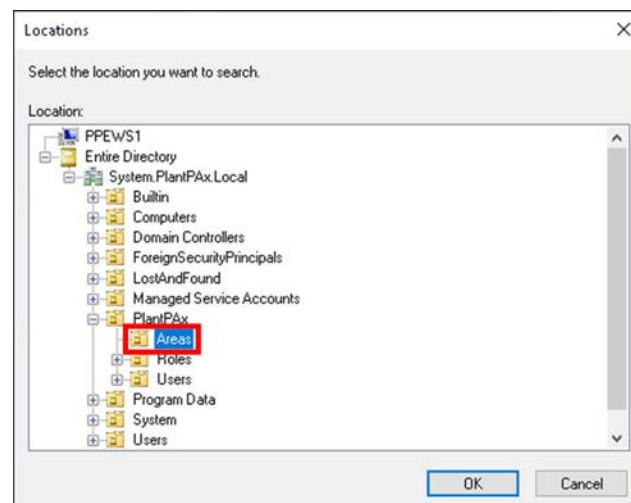 Locations
Select the location you want to search.
Location:
PPEWS1
Entire Directory
System.PlantPAx.Local
Builtin
Computers
Domain Controllers
ForeignSecurityPrincipals
LostAndFound
Managed Service Accounts
PlantPAx
Areas
Roles
Users
Program Data
System
Users
OK Cancel